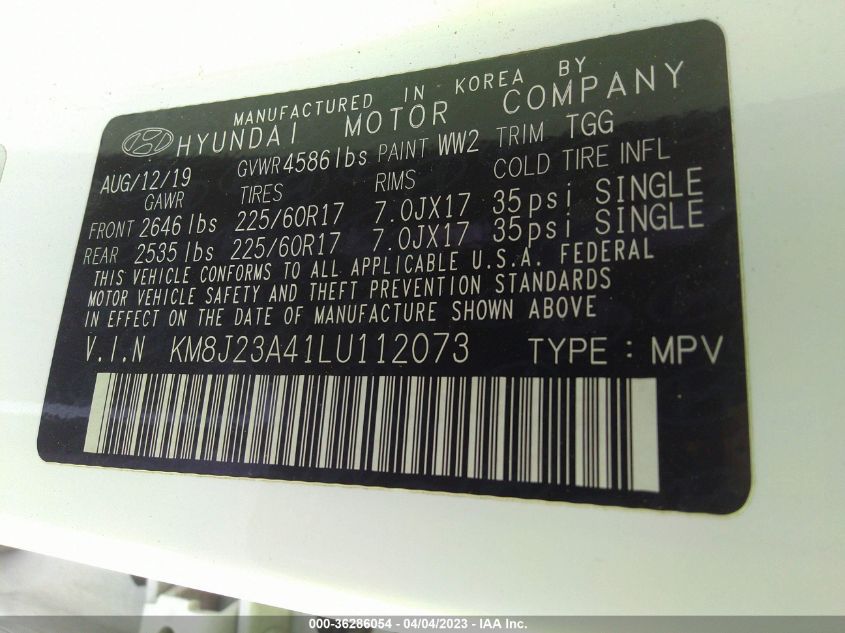 MANUFACTURED IN KOREA BY
HYUNDAI MOTOR COMPANY
AUG/12/19 GVWR 4586 lbs PAINT WW2 TRIM TGG
GAWR TIRES RIMS COLD TIRE INFL
FRONT 2646 lbs 225/60R17 7.0JX17 35psi SINGLE
REAR 2535 lbs 225/60R17 7.0JX17 35psi SINGLE
THIS VEHICLE CONFORMS TO ALL APPLICABLE U.S.A. FEDERAL
MOTOR VEHICLE SAFETY AND THEFT PREVENTION STANDARDS
IN EFFECT ON THE DATE OF MANUFACTURE SHOWN ABOVE
V.I.N KM8J23A41LU112073 TYPE : MPV
000-36286054 - 04/04/2023 - IAA Inc.